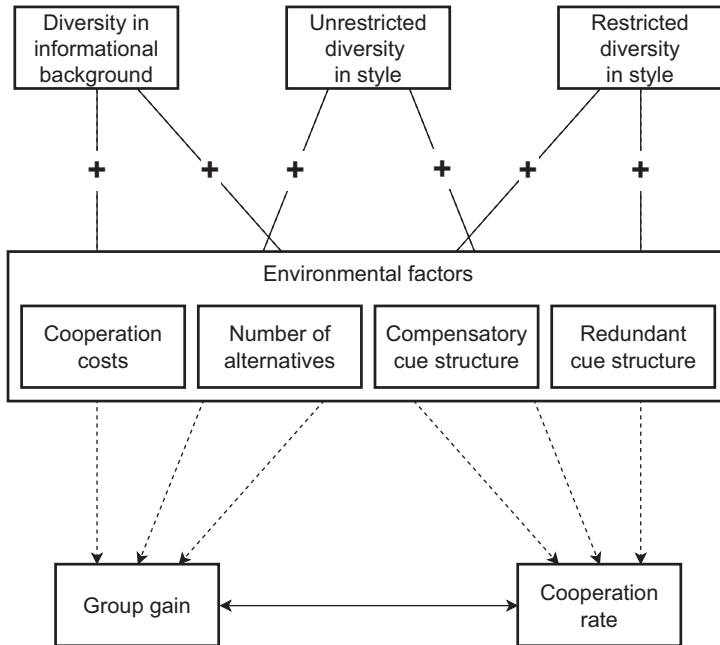 Diversity in
informational
background
Unrestricted
diversity
in style
Restricted
diversity
in style
+
+
+
+
+
+
Environmental factors
Cooperation
costs
Number of
alternatives
Compensatory
cue structure
Redundant
cue structure
Group gain
Cooperation
rate